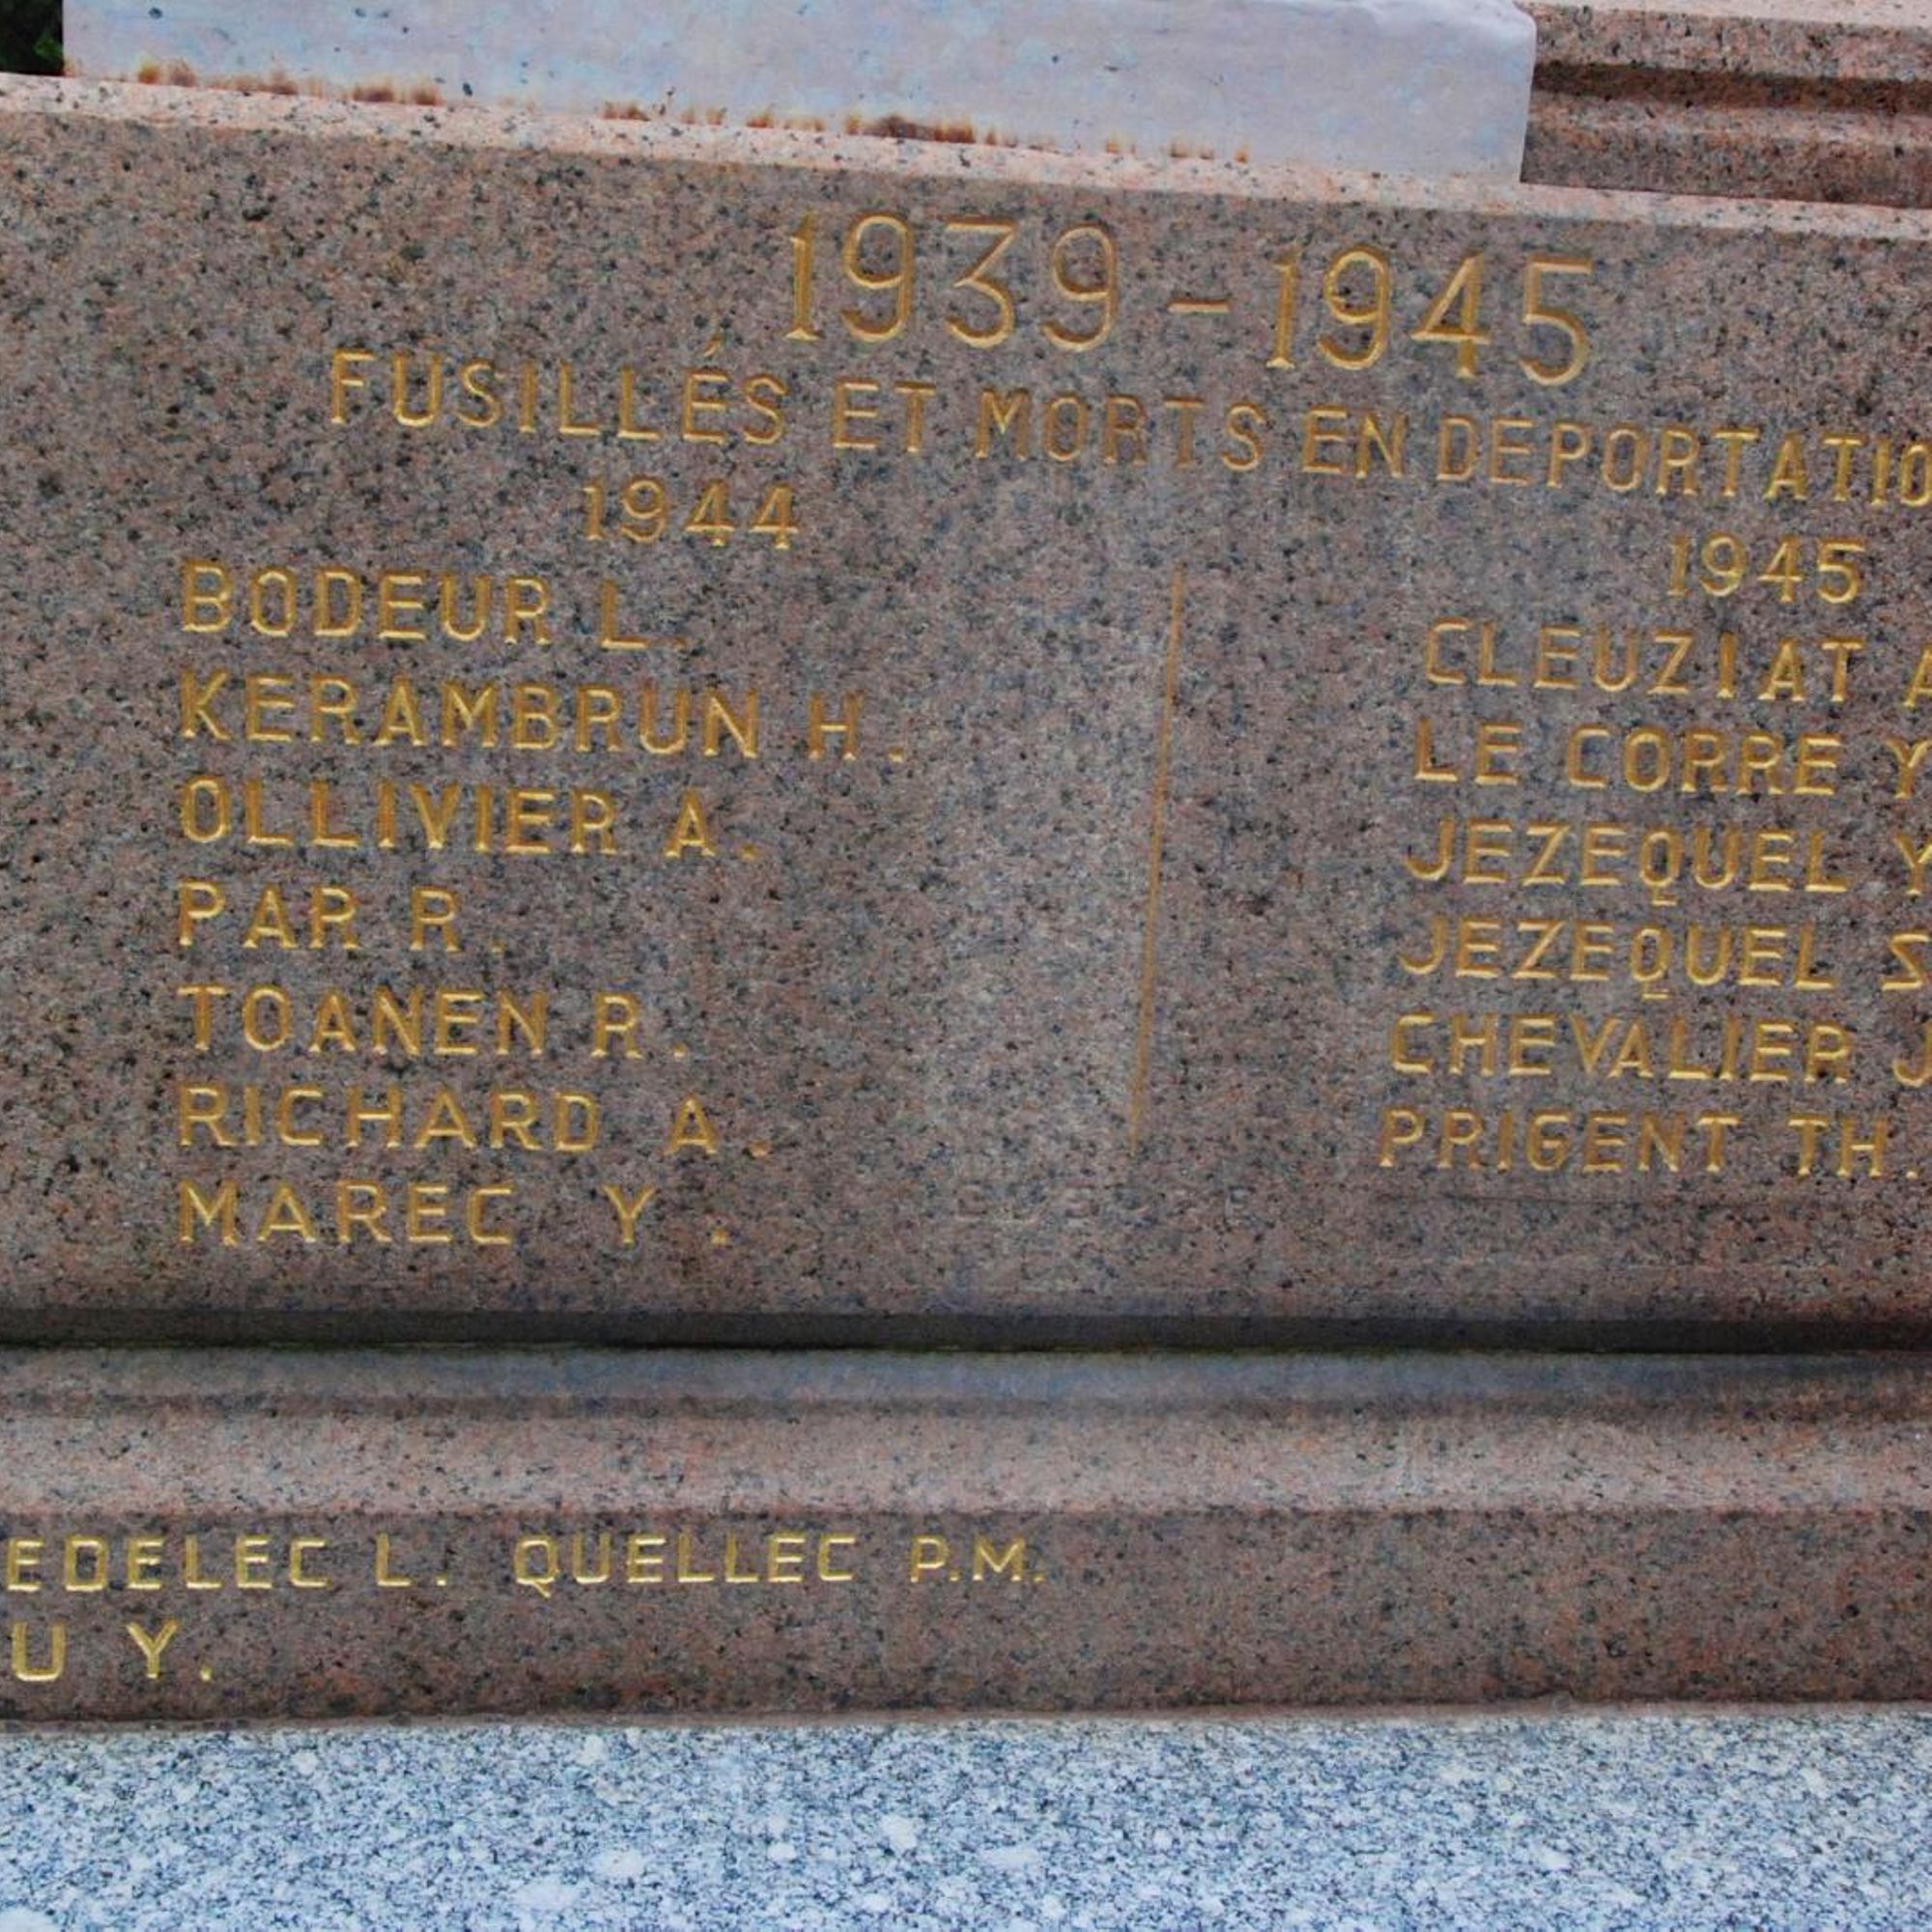 1939-1945
FUSILLÉS ET MORTS EN DEPORTATIO
1944
BODEUR L.
KERAMBRUN H.
OLLIVIER A.
PAR R.
TOANEN R.
RICHARD A.
MAREC Y.
1945
CLEUZIAT A
LE CORRE Y
JEZEQUEL Y
JEZEQUEL S
CHEVALIER J
PRIGENT TH.
EDELEC L. QUELLEC P.M.
U Y.